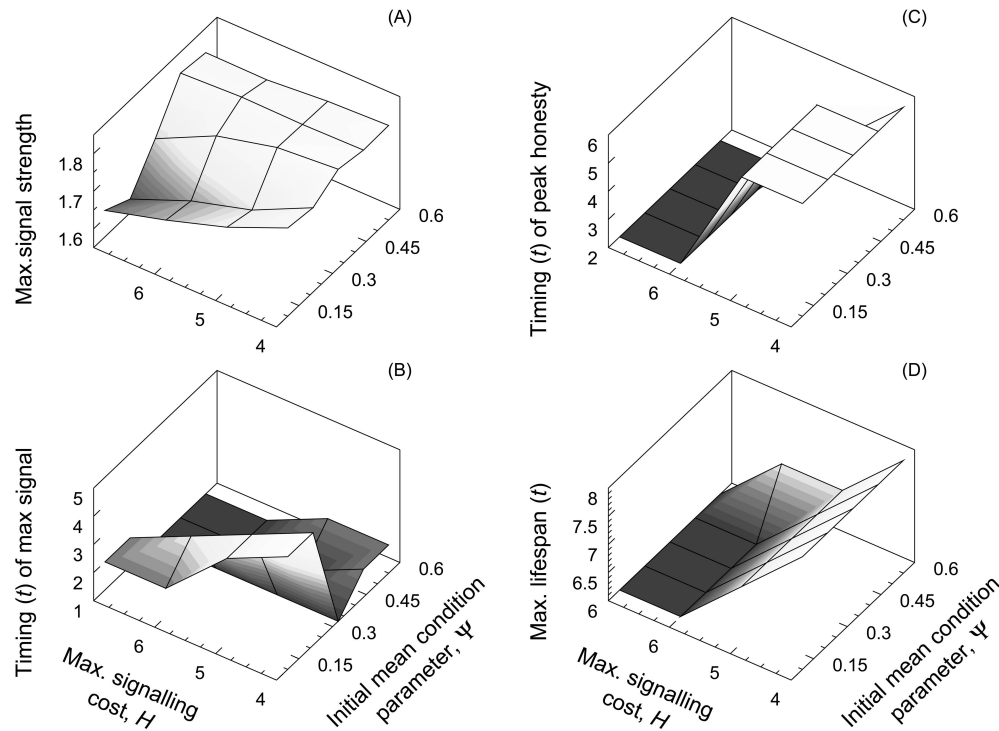 (A)
Max.signal strength
1.8
1.7
1.6
6
5
4
0.6
0.45
0.3
0.15
(C)
Timing (t) of peak honesty
6
5
4
3
2
6
5
4
0.6
0.45
0.3
0.15
(B)
Timing (t) of max signal
5
4
3
2
1
6
5
4
0.6
0.45
0.3
0.15
Max. signalling
cost, H
Initial mean condition
parameter, Ψ
(D)
Max. lifespan (t)
8
7.5
7
6.5
6
6
5
4
0.6
0.45
0.3
0.15
Max. signalling
cost, H
Initial mean condition
parameter, Ψ